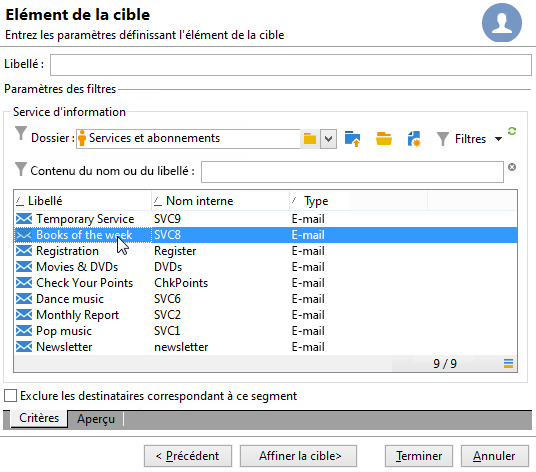 Elément de la cible
Entrez les paramètres définissant l'élément de la cible
Libellé :
Paramètres des filtres
Service d'information
Dossier : Services et abonnements Filtres
Contenu du nom ou du libellé :
Libellé Nom interne Type
Temporary Service SVC9 E-mail
Books of the week SVC8 E-mail
Registration Register E-mail
Movies & DVDs DVDs E-mail
Check Your Points ChkPoints E-mail
Dance music SVC6 E-mail
Monthly Report SVC2 E-mail
Pop music SVC1 E-mail
Newsletter newsletter E-mail
9 / 9
Exclure les destinataires correspondant à ce segment
Critères Aperçu
< Précédent Affiner la cible> Terminer Annuler